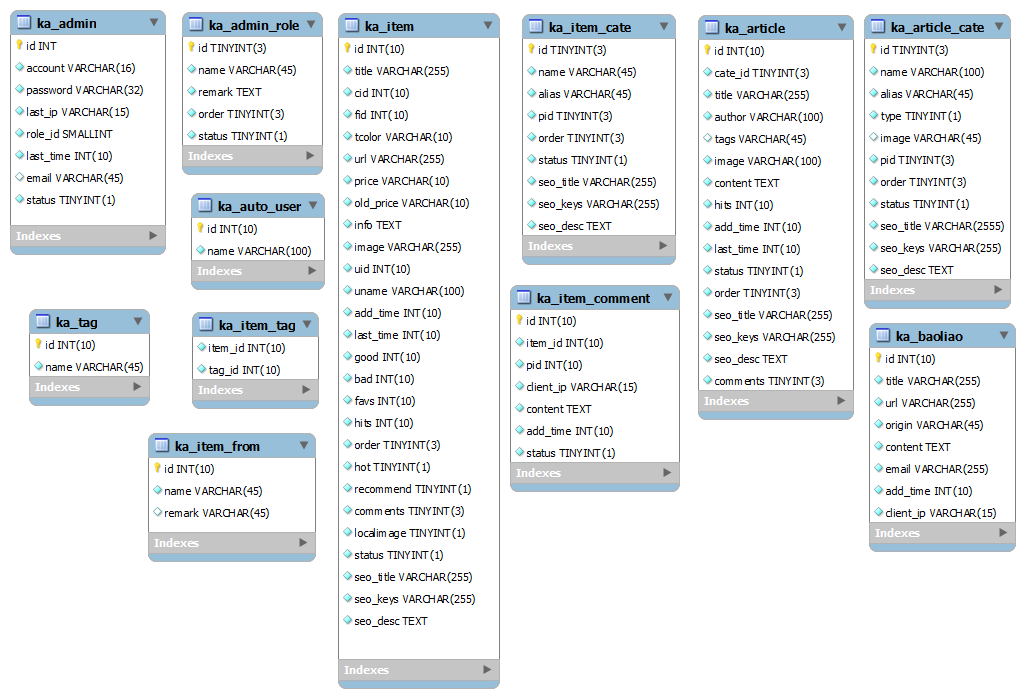 ka_admin
id INT
account VARCHAR(16)
password VARCHAR(32)
last_ip VARCHAR(15)
role_id SMALLINT
last_time INT(10)
email VARCHAR(45)
status TINYINT(1)
Indexes
ka_admin_role
id TINYINT(3)
name VARCHAR(45)
remark TEXT
order TINYINT(3)
status TINYINT(1)
Indexes
ka_auto_user
id INT(10)
name VARCHAR(100)
Indexes
ka_tag
id INT(10)
name VARCHAR(45)
Indexes
ka_item_tag
item_id INT(10)
tag_id INT(10)
Indexes
ka_item_from
id INT(10)
name VARCHAR(45)
remark VARCHAR(45)
Indexes
ka_item
id INT(10)
title VARCHAR(255)
cid INT(10)
fid INT(10)
tcolor VARCHAR(10)
url VARCHAR(255)
price VARCHAR(10)
old_price VARCHAR(10)
info TEXT
image VARCHAR(255)
uid INT(10)
uname VARCHAR(100)
add_time INT(10)
last_time INT(10)
good INT(10)
bad INT(10)
favs INT(10)
hits INT(10)
order TINYINT(3)
hot TINYINT(1)
recommend TINYINT(1)
comments TINYINT(3)
localimage TINYINT(1)
status TINYINT(1)
seo_title VARCHAR(255)
seo_keys VARCHAR(255)
seo_desc TEXT
Indexes
ka_item_cate
id TINYINT(3)
name VARCHAR(45)
alias VARCHAR(45)
pid TINYINT(3)
order TINYINT(3)
status TINYINT(1)
seo_title VARCHAR(255)
seo_keys VARCHAR(255)
seo_desc TEXT
Indexes
ka_item_comment
id INT(10)
item_id INT(10)
pid INT(10)
client_ip VARCHAR(15)
content TEXT
add_time INT(10)
status TINYINT(1)
Indexes
ka_article
id INT(10)
cate_id TINYINT(3)
title VARCHAR(255)
author VARCHAR(100)
tags VARCHAR(45)
image VARCHAR(100)
content TEXT
hits INT(10)
add_time INT(10)
last_time INT(10)
status TINYINT(1)
order TINYINT(3)
seo_title VARCHAR(255)
seo_keys VARCHAR(255)
seo_desc TEXT
comments TINYINT(3)
Indexes
ka_article_cate
id TINYINT(3)
name VARCHAR(100)
alias VARCHAR(45)
type TINYINT(1)
image VARCHAR(45)
pid TINYINT(3)
order TINYINT(3)
status TINYINT(1)
seo_title VARCHAR(2555)
seo_keys VARCHAR(255)
seo_desc TEXT
Indexes
ka_baoliao
id INT(10)
title VARCHAR(255)
url VARCHAR(255)
origin VARCHAR(45)
content TEXT
email VARCHAR(255)
add_time INT(10)
client_ip VARCHAR(15)
Indexes